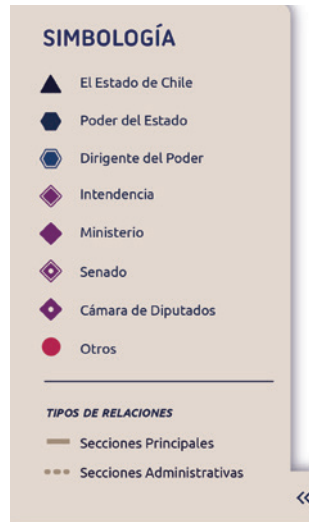 SIMBOLOGÍA
El Estado de Chile
Poder del Estado
Dirigente del Poder
Intendencia
Ministerio
Senado
Cámara de Diputados
Otros
TIPOS DE RELACIONES
Secciones Principales
Secciones Administrativas